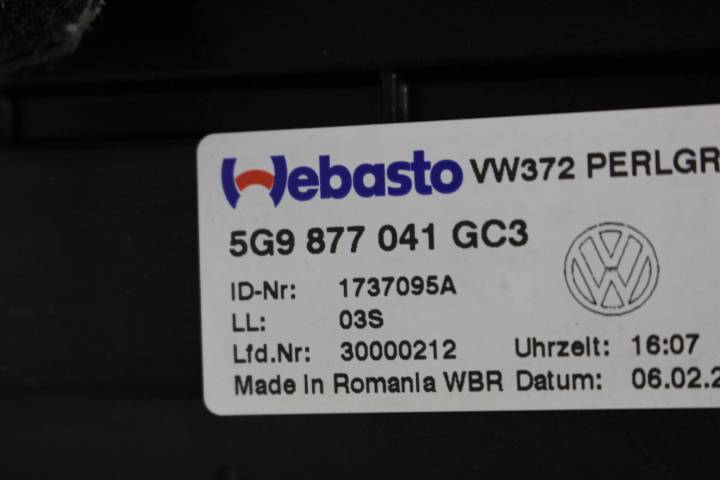 Webasto VW372 PERLGR
5G9 877 041 GC3
ID-Nr: 1737095A
LL: 03S
Lfd.Nr: 30000212 Uhrzeit: 16:07
Made in Romania WBR Datum: 06.02.2